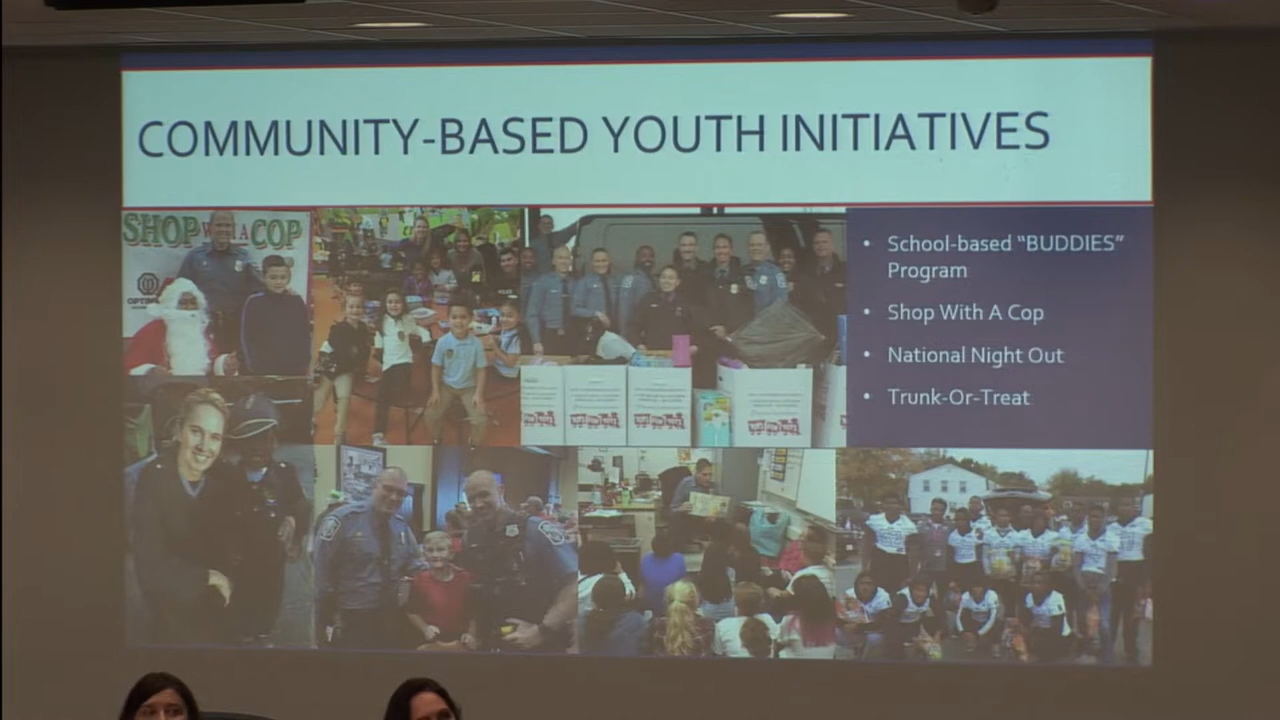 COMMUNITY-BASED YOUTH INITIATIVES
SHOP WITH A COP
• School-based “BUDDIES”
Program
• Shop With A Cop
• National Night Out
• Trunk-Or-Treat